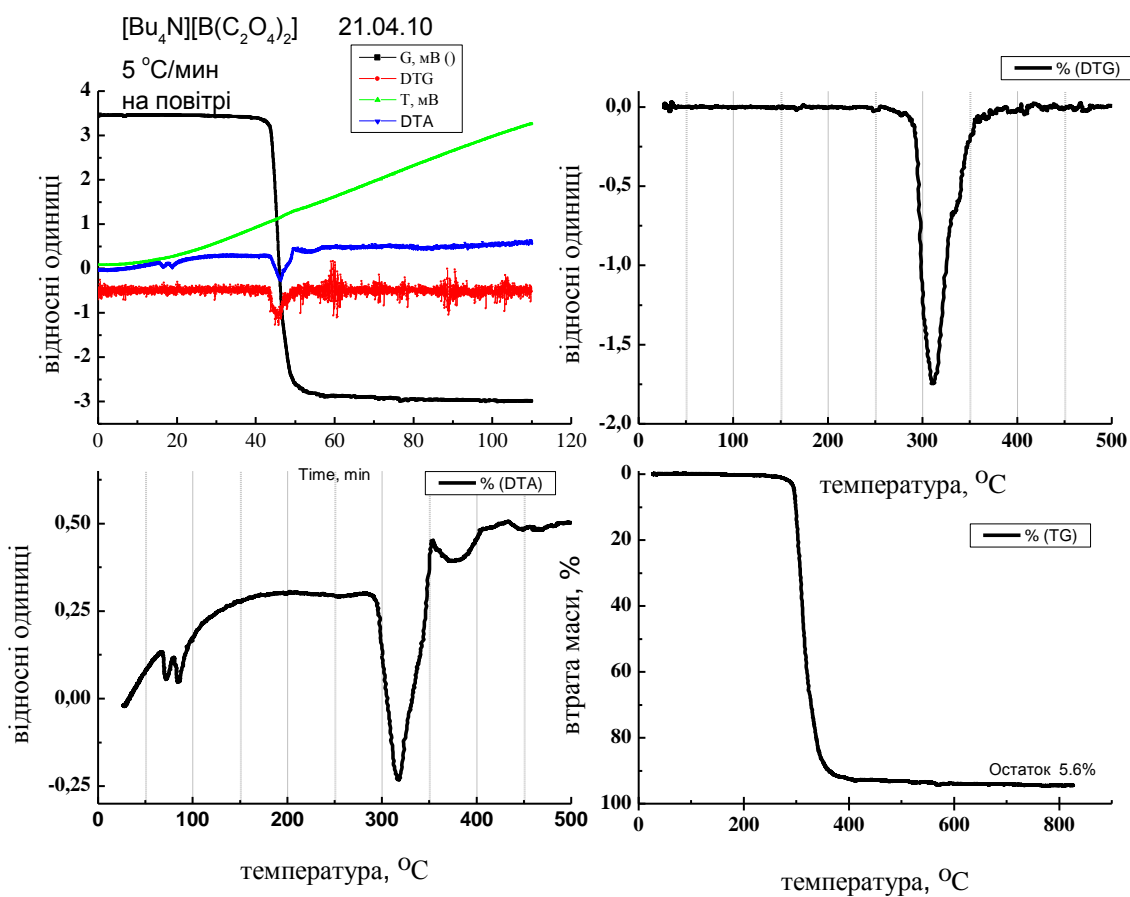 [Bu₄N][B(C₂O₄)₂] 21.04.10
5 °C/мин
на повітрі
G, мВ ()
DTG
T, мВ
DTA
4
3
2
1
0
-1
-2
-3
відносні одиниці
0 20 40 60 80 100 120
Time, min
% (DTG)
0,0
-0,5
-1,0
-1,5
-2,0
відносні одиниці
0 100 200 300 400 500
температура, °C
% (DTA)
0,50
0,25
0,00
-0,25
відносні одиниці
0 100 200 300 400 500
температура, °C
% (TG)
0
20
40
60
80
100
втрата маси, %
Остаток 5.6%
0 200 400 600 800
температура, °C